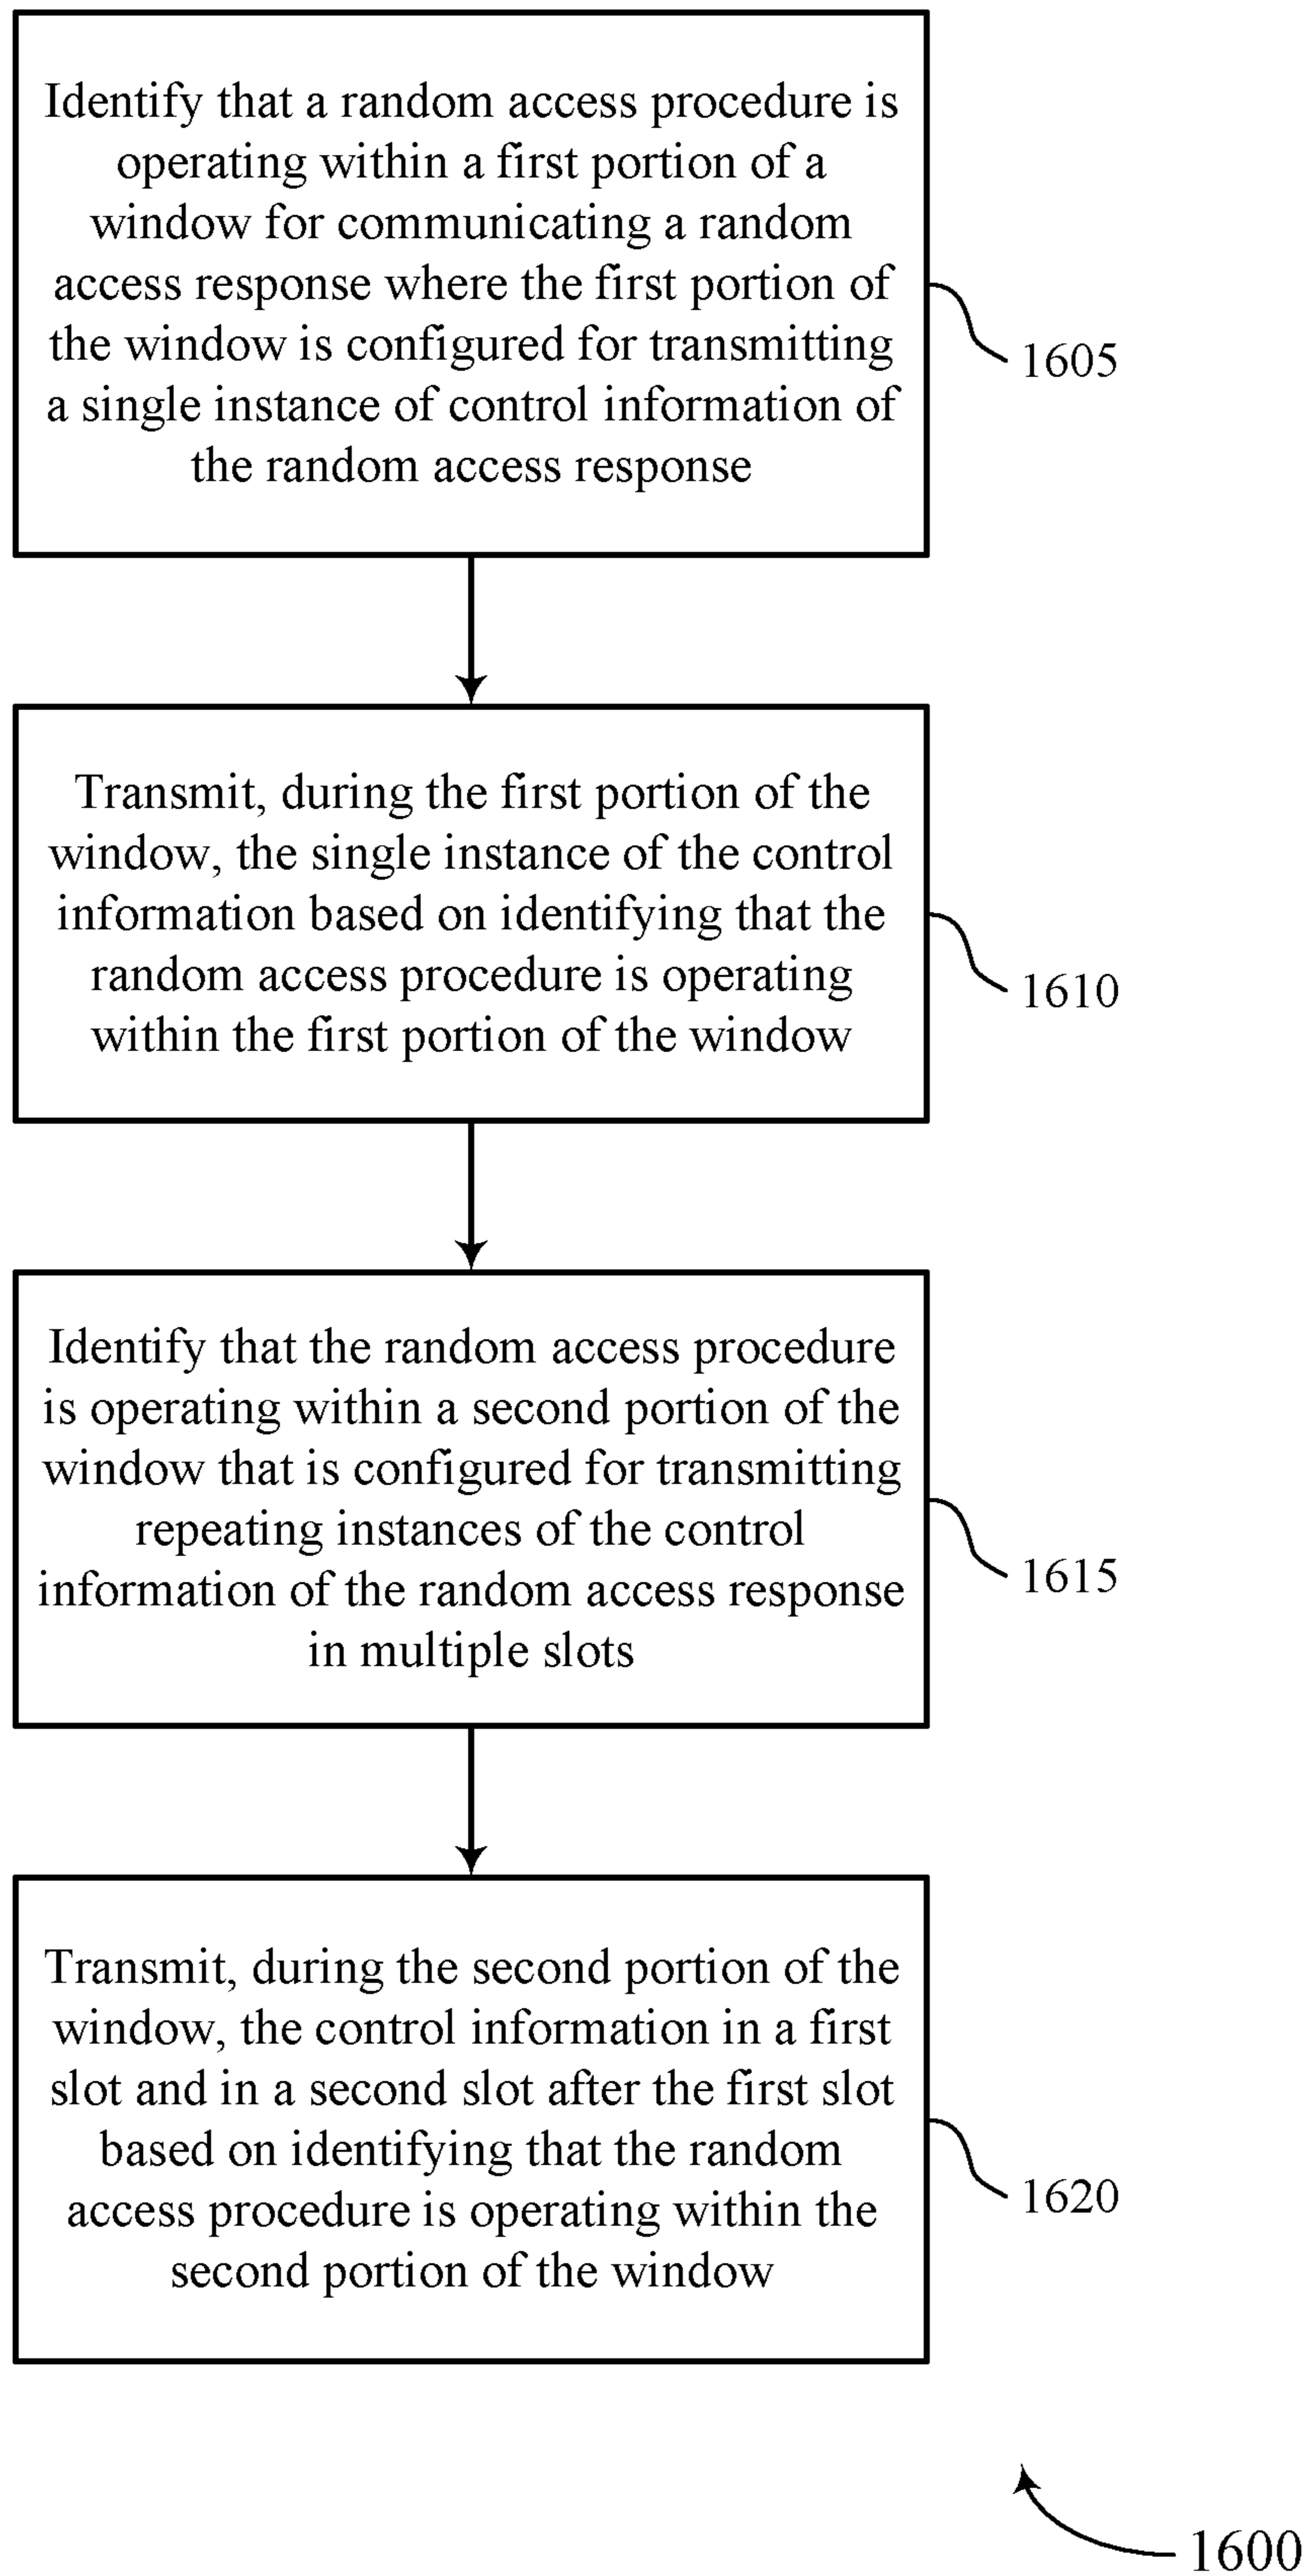 Identify that a random access procedure is
operating within a first portion of a
window for communicating a random
access response where the first portion of
the window is configured for transmitting
a single instance of control information of
the random access response
1605
Transmit, during the first portion of the
window, the single instance of the control
information based on identifying that the
random access procedure is operating
within the first portion of the window
1610
Identify that the random access procedure
is operating within a second portion of the
window that is configured for transmitting
repeating instances of the control
information of the random access response
in multiple slots
1615
Transmit, during the second portion of the
window, the control information in a first
slot and in a second slot after the first slot
based on identifying that the random
access procedure is operating within the
second portion of the window
1620
1600